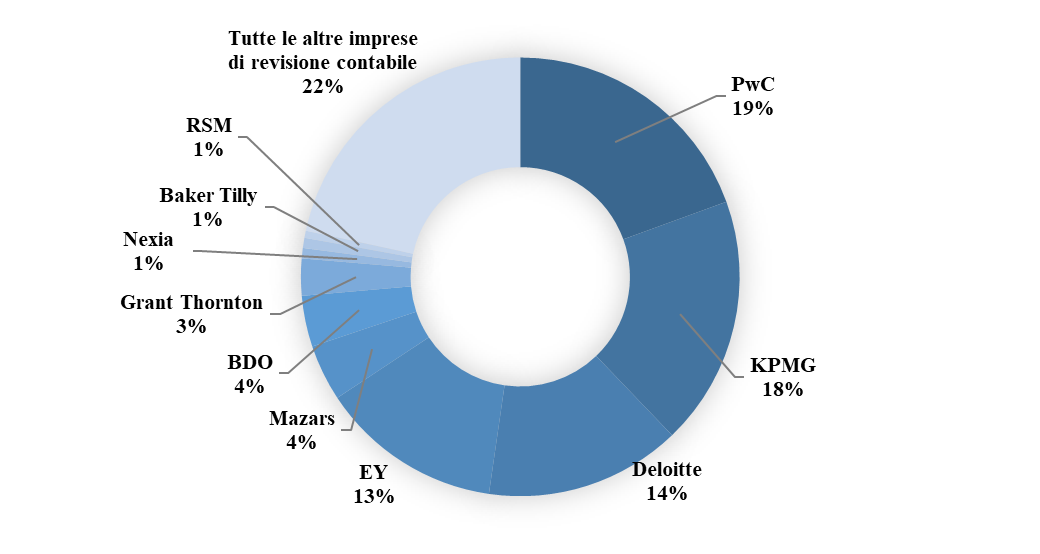 Tutte le altre imprese
di revisione contabile
22%
PwC
19%
RSM
1%
Baker Tilly
1%
Nexia
1%
Grant Thornton
3%
BDO
4%
KPMG
18%
Mazars
4%
EY
13%
Deloitte
14%